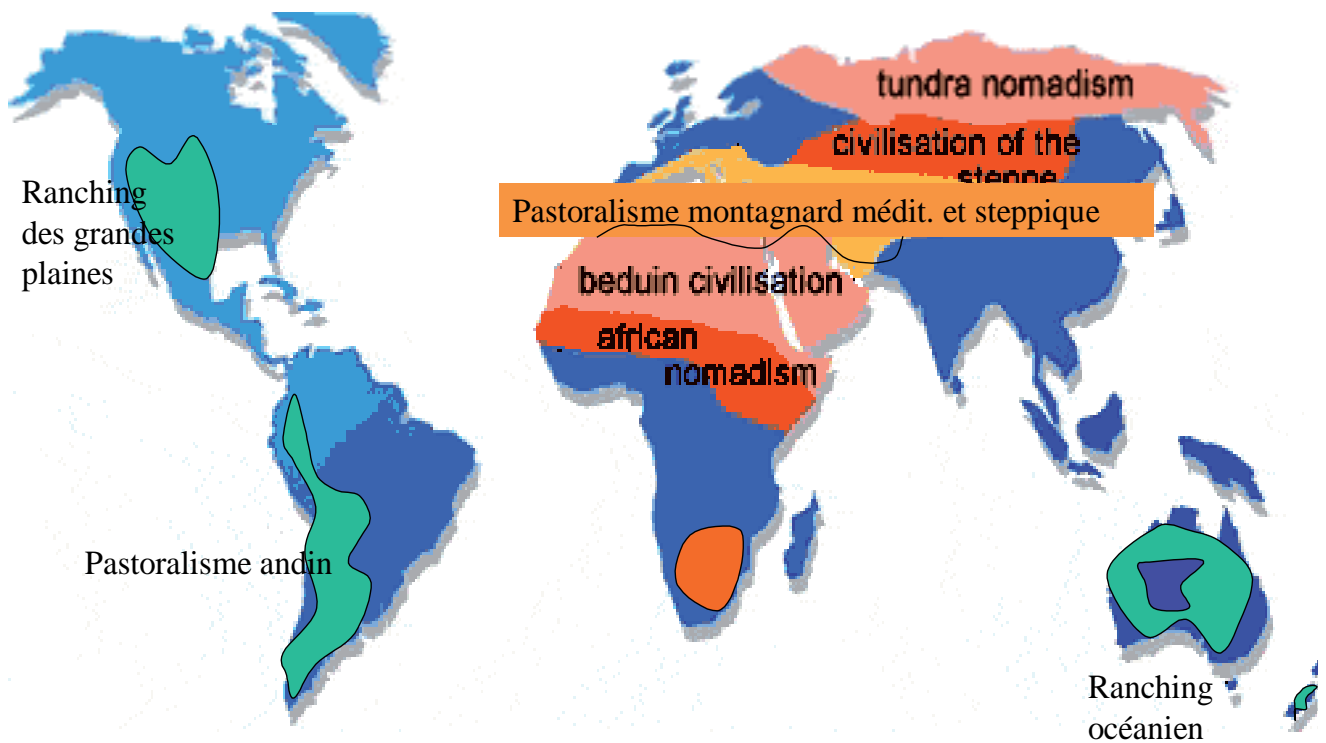 tundra nomadism
civilisation of the
steppe
Ranching
des grandes
plaines
Pastoralisme montagnard médit. et steppique
beduin civilisation
african
nomadism
Pastoralisme andin
Ranching
océanien